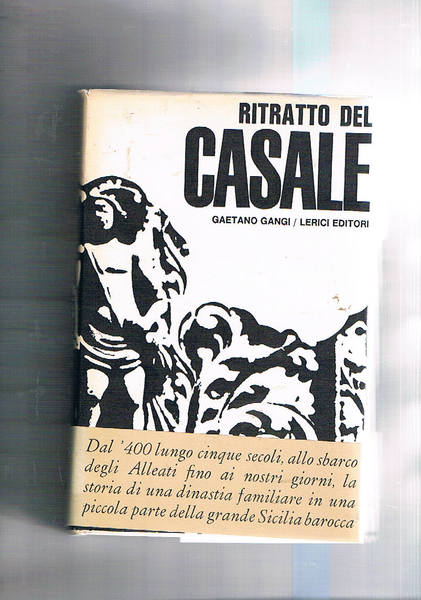 RITRATTO DEL
CASALE
GAETANO GANGI / LERICI EDITORI
Dal '400 lungo cinque secoli, allo sbarco
degli Alleati fino ai nostri giorni, la
storia di una dinastia familiare in una
piccola parte della grande Sicilia barocca